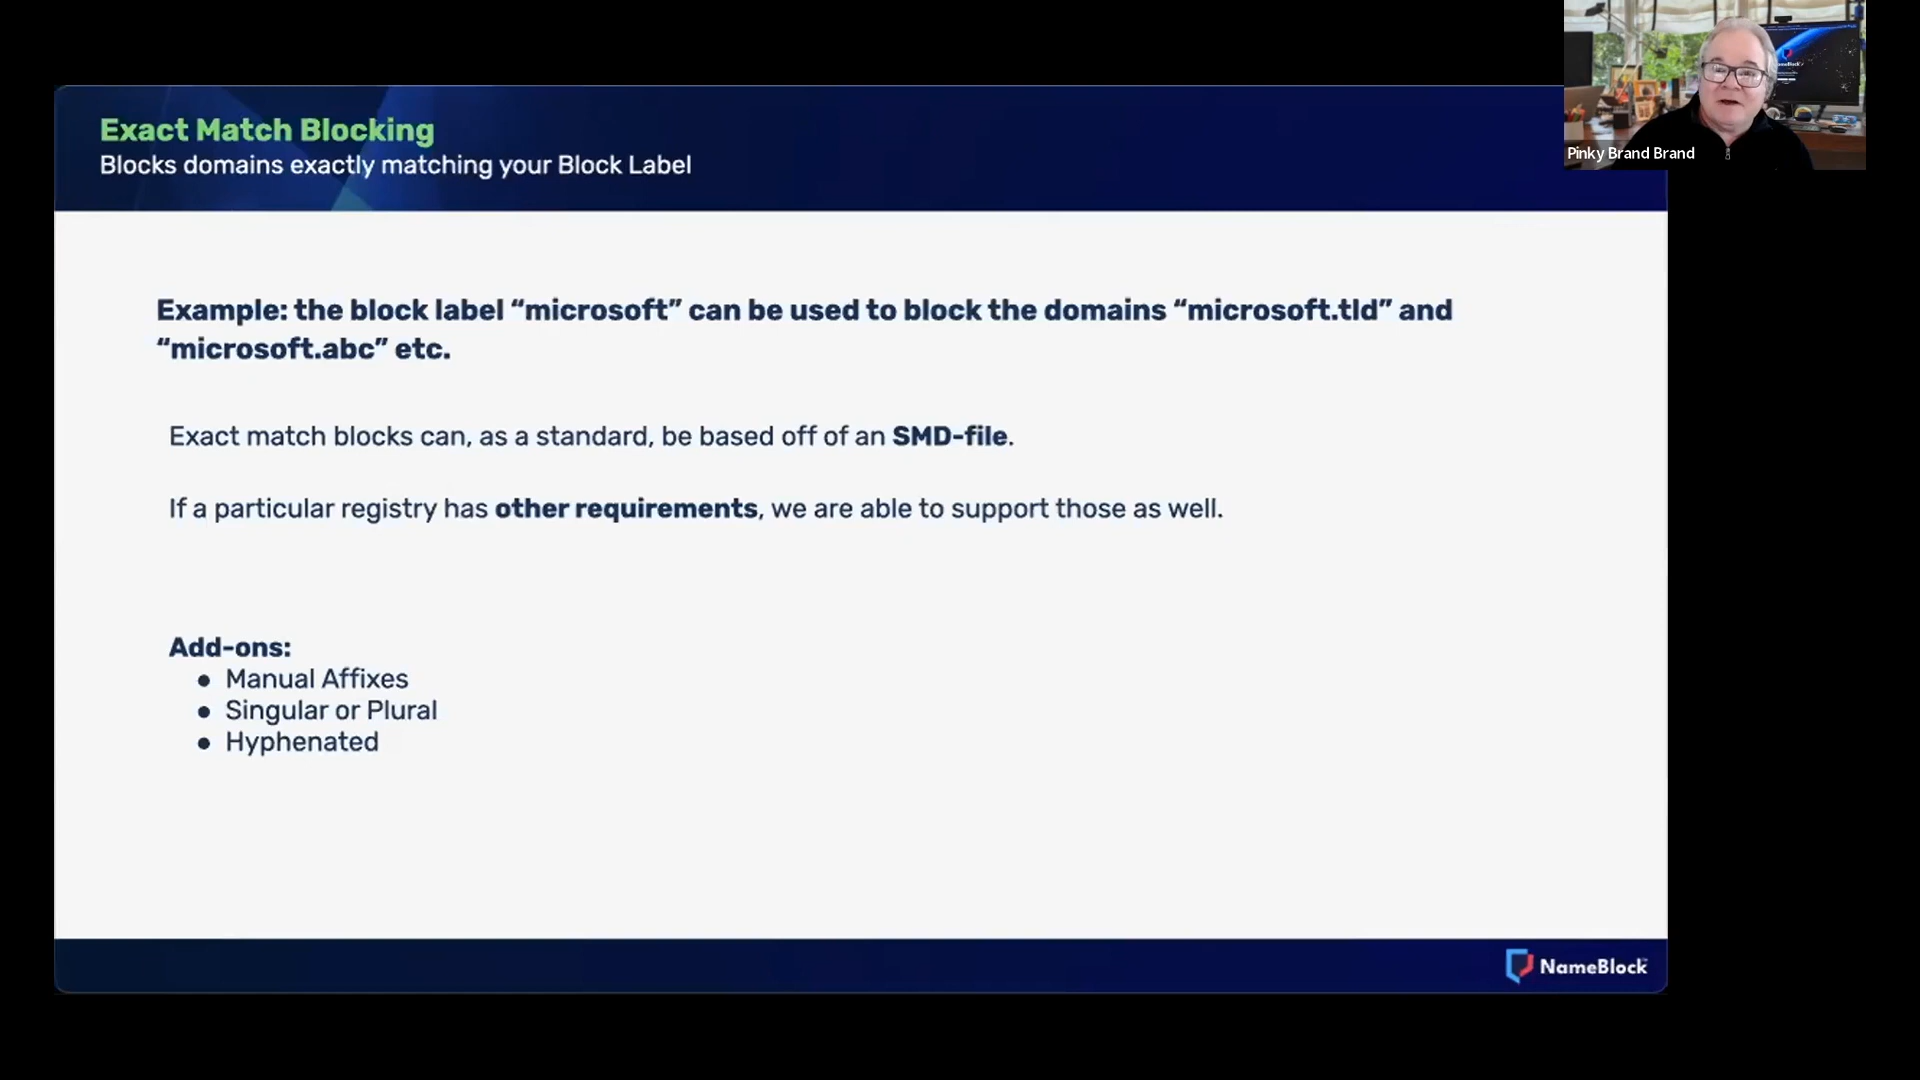 Exact Match Blocking
Blocks domains exactly matching your Block Label
Pinky Brand Brand
Example: the block label “microsoft” can be used to block the domains “microsoft.tld” and
“microsoft.abc” etc.
Exact match blocks can, as a standard, be based off of an SMD-file.
If a particular registry has other requirements, we are able to support those as well.
Add-ons:
● Manual Affixes
● Singular or Plural
● Hyphenated
NameBlock™